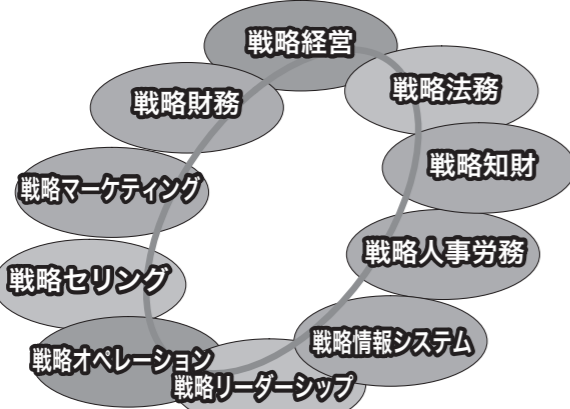 戦略経営
戦略法務
戦略財務
戦略知財
戦略マーケティング
戦略人事労務
戦略セリング
戦略情報システム
戦略オペレーション
戦略リーダーシップ